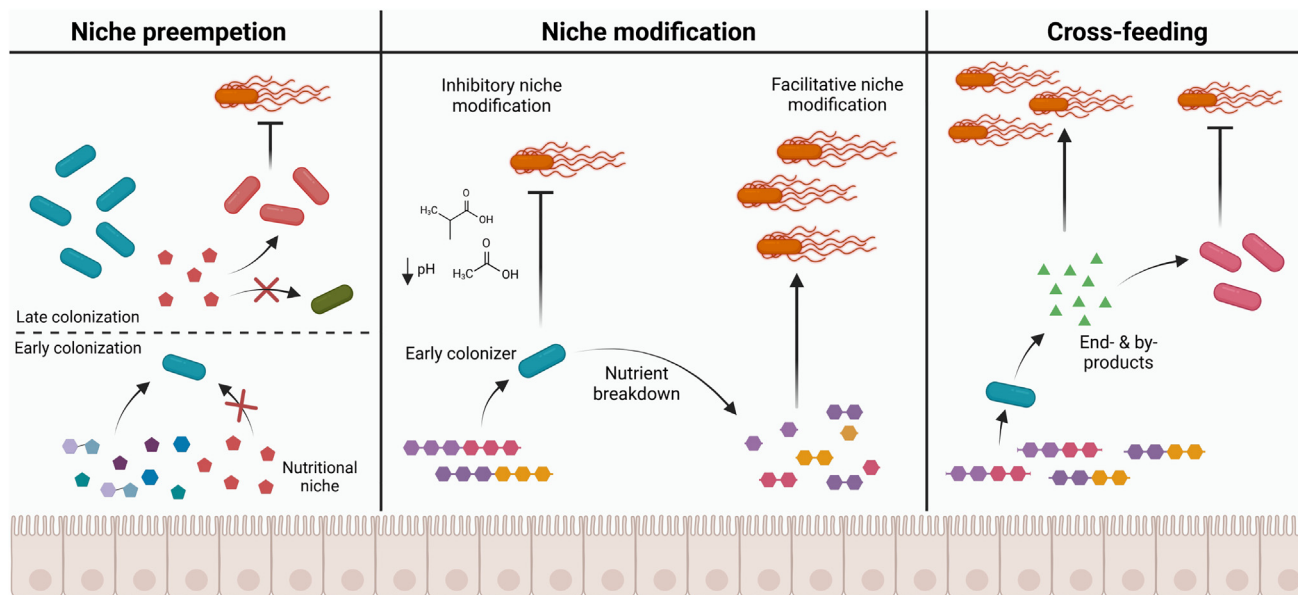 Niche preempetion
Late colonization
Early colonization
Nutritional
niche
Niche modification
Inhibitory niche
modification
Facilitative niche
modification
O
H₃C
OH
O
H₃C
OH
pH
Early colonizer
Nutrient
breakdown
Cross-feeding
End- & by-
products